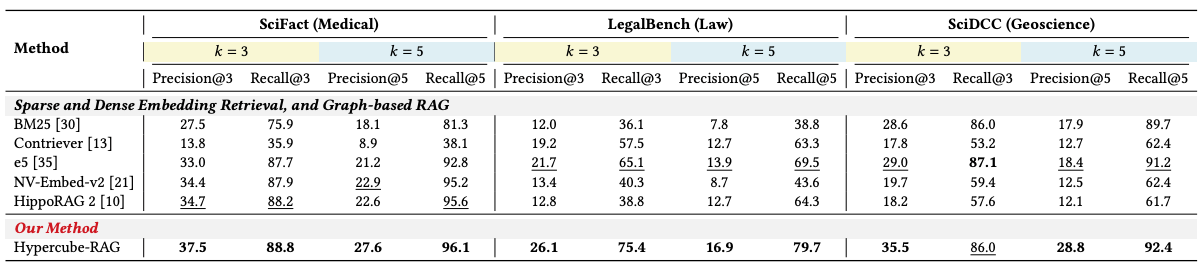 SciFact (Medical) LegalBench (Law) SciDCC (Geoscience)
Method k = 3 k = 5 k = 3 k = 5 k = 3 k = 5
Precision@3 Recall@3 Precision@5 Recall@5 Precision@3 Recall@3 Precision@5 Recall@5 Precision@3 Recall@3 Precision@5 Recall@5
Sparse and Dense Embedding Retrieval, and Graph-based RAG
BM25 [30] 27.5 75.9 18.1 81.3 12.0 36.1 7.8 38.8 28.6 86.0 17.9 89.7
Contriever [13] 13.8 35.9 8.9 38.1 19.2 57.5 12.7 63.3 17.8 53.2 12.7 62.4
e5 [35] 33.0 87.7 21.2 92.8 21.7 65.1 13.9 69.5 29.0 87.1 18.4 91.2
NV-Embed-v2 [21] 34.4 87.9 22.9 95.2 13.4 40.3 8.7 43.6 19.7 59.4 12.5 62.4
HippoRAG 2 [10] 34.7 88.2 22.6 95.6 12.8 38.8 12.7 64.3 18.2 57.6 12.1 61.7
Our Method
Hypercube-RAG 37.5 88.8 27.6 96.1 26.1 75.4 16.9 79.7 35.5 86.0 28.8 92.4